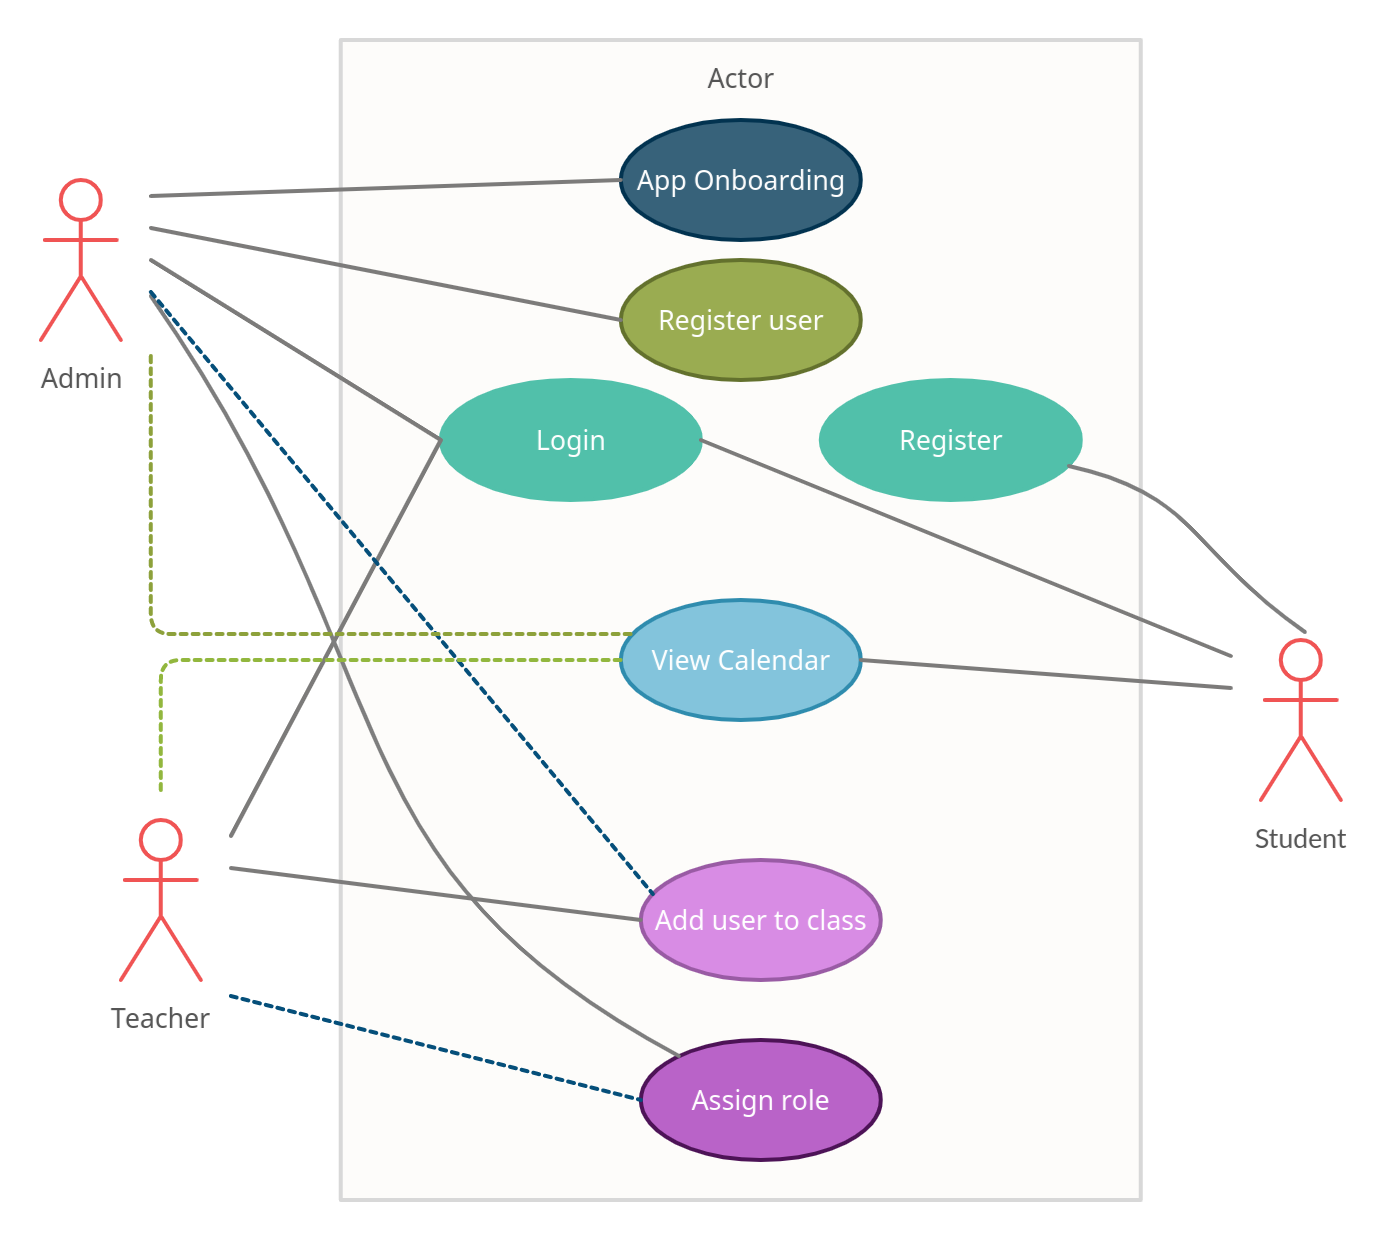 Actor
App Onboarding
Register user
Admin
Login
Register
View Calendar
Student
Add user to class
Teacher
Assign role